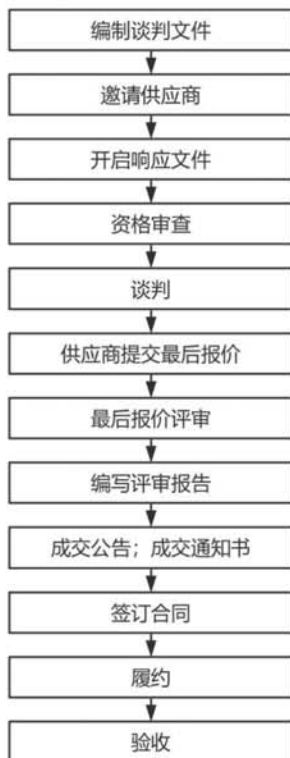 编制谈判文件
邀请供应商
开启响应文件
资格审查
谈判
供应商提交最后报价
最后报价评审
编写评审报告
成交公告；成交通知书
签订合同
履约
验收